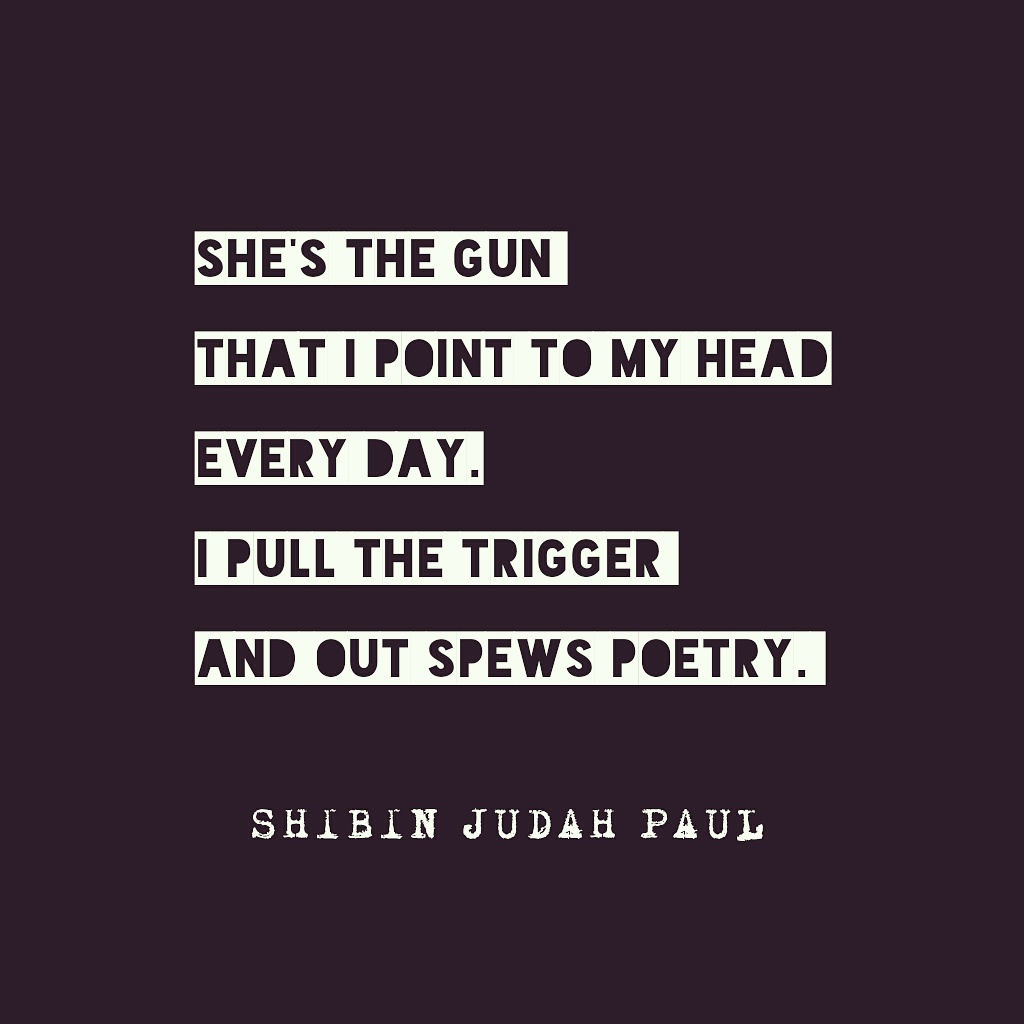 SHE'S THE GUN
THAT I POINT TO MY HEAD
EVERY DAY.
I PULL THE TRIGGER
AND OUT SPEWS POETRY.
SHIBIN JUDAH PAUL